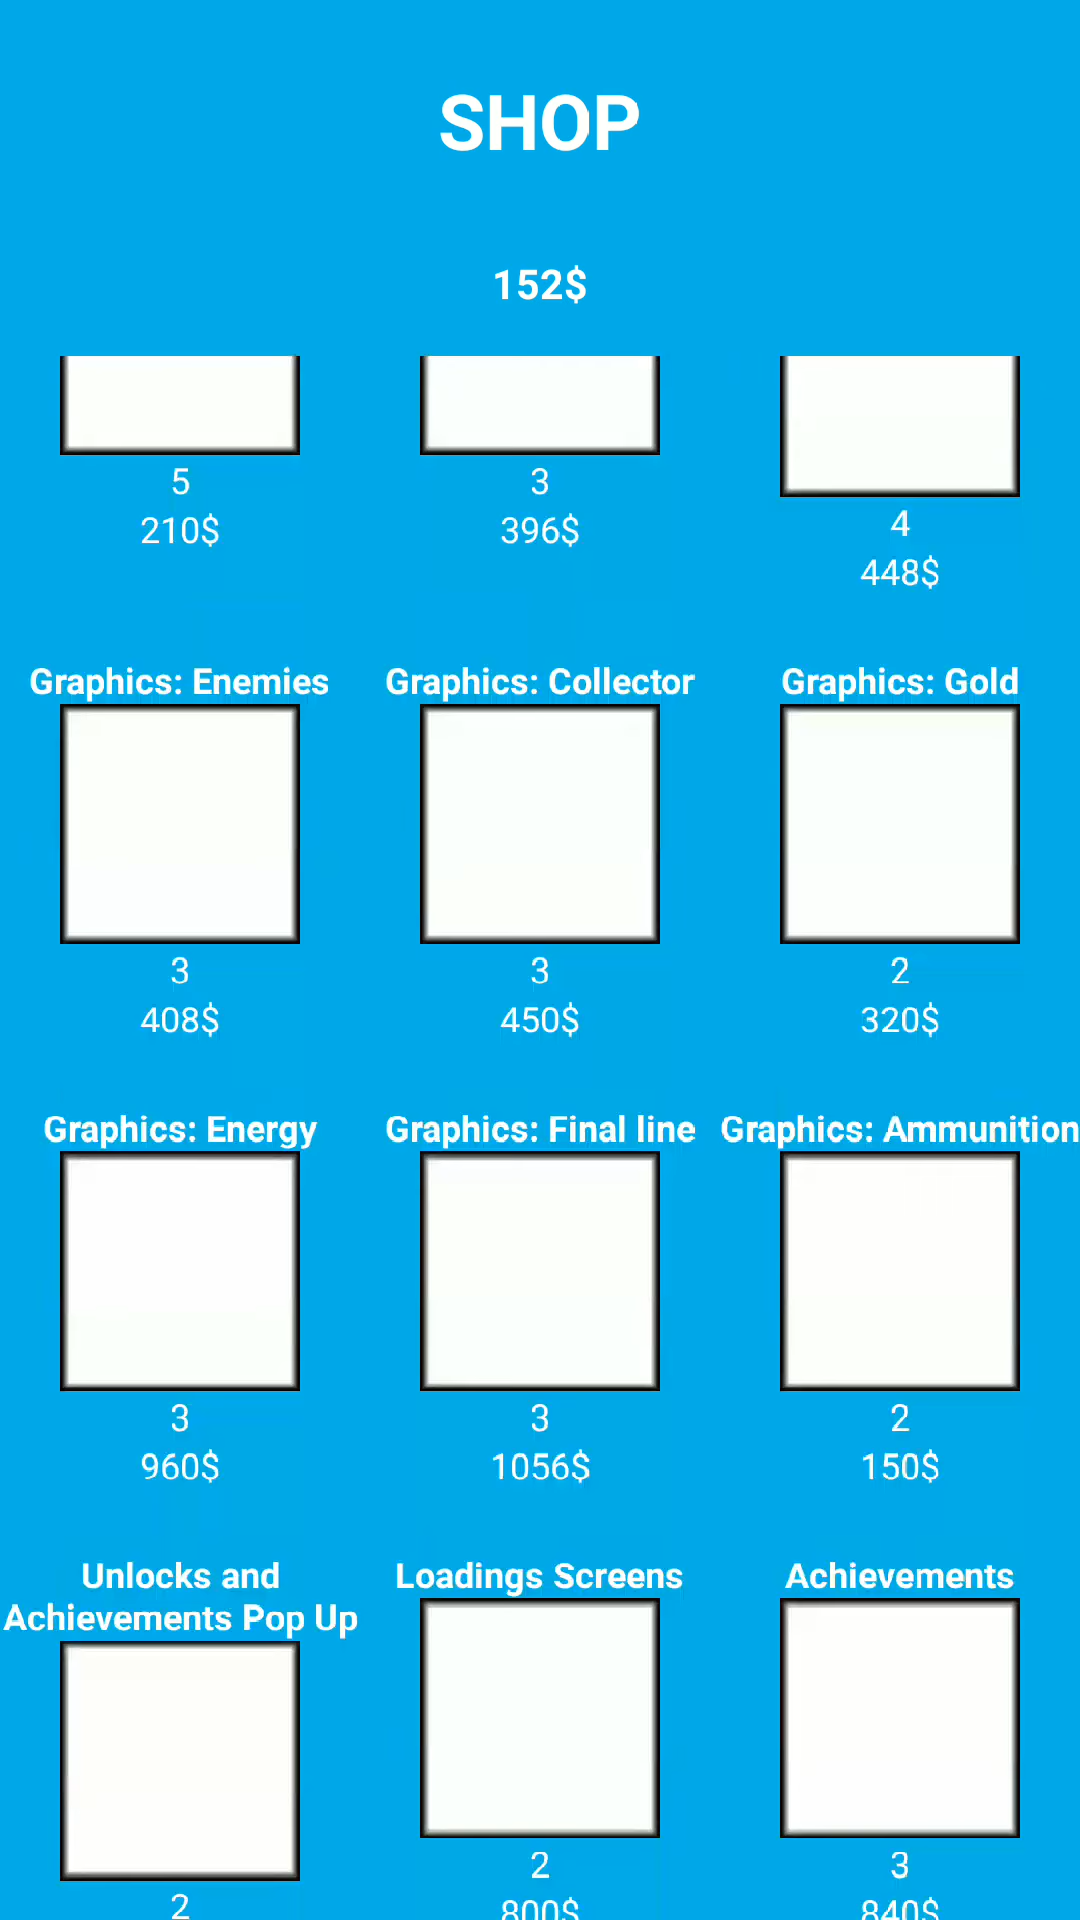 SHOP
152$
5 3 4
210$ 396$ 448$
Graphics: Enemies Graphics: Collector Graphics: Gold
3 3 2
408$ 450$ 320$
Graphics: Energy Graphics: Final line Graphics: Ammunition
3 3 2
960$ 1056$ 150$
Unlocks and Loadings Screens Achievements
Achievements Pop Up
2 3
2
800$ 840$